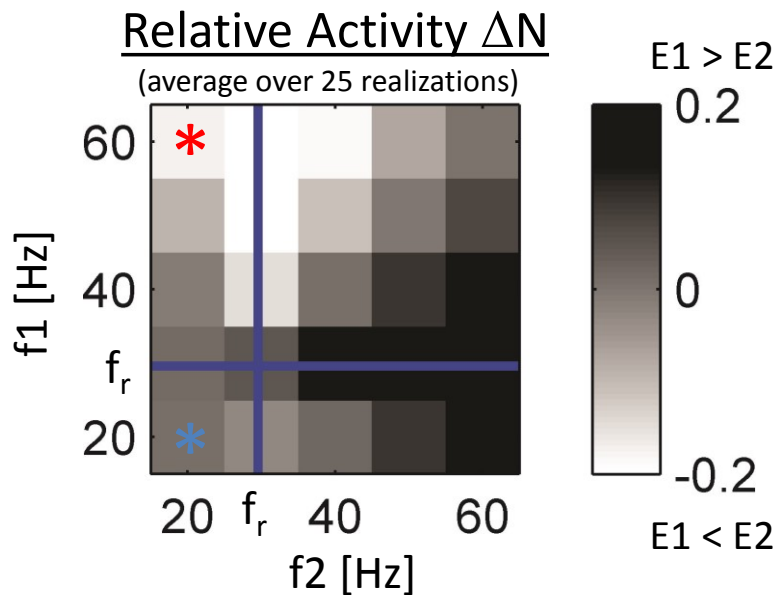 Relative Activity ΔN
(average over 25 realizations)
E1 > E2
0.2
0
-0.2
E1 < E2
f1 [Hz]
60
40
fr
20
*
*
20
fr
40
60
f2 [Hz]